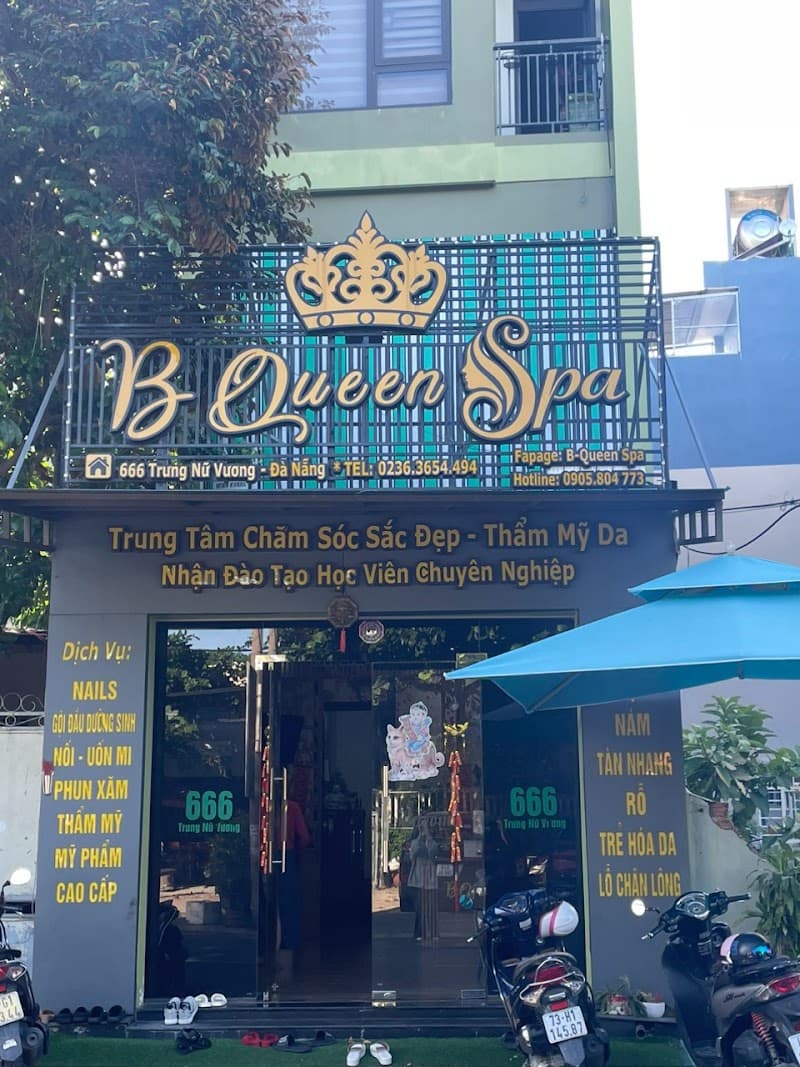 B Queen Spa
666 Trưng Nữ Vương - Đà Nẵng * TEL: 0236.3654.494
Fapage: B-Queen Spa
Hotline: 0905.804 773
Trung Tâm Chăm Sóc Sắc Đẹp - Thẩm Mỹ Da
Nhận Đào Tạo Học Viên Chuyên Nghiệp
Dịch Vụ:
NAILS
GỘI ĐẦU DƯỠNG SINH
NỐI - UỐN MI
PHUN XĂM
THẨM MỸ
MỸ PHẨM
CAO CẤP
666
Trưng Nữ Vương
666
Trưng Nữ Vương
NÁM
TÀN NHANG
RỖ
TRẺ HÓA DA
LỖ CHÂN LÔNG
73-H1
145.87